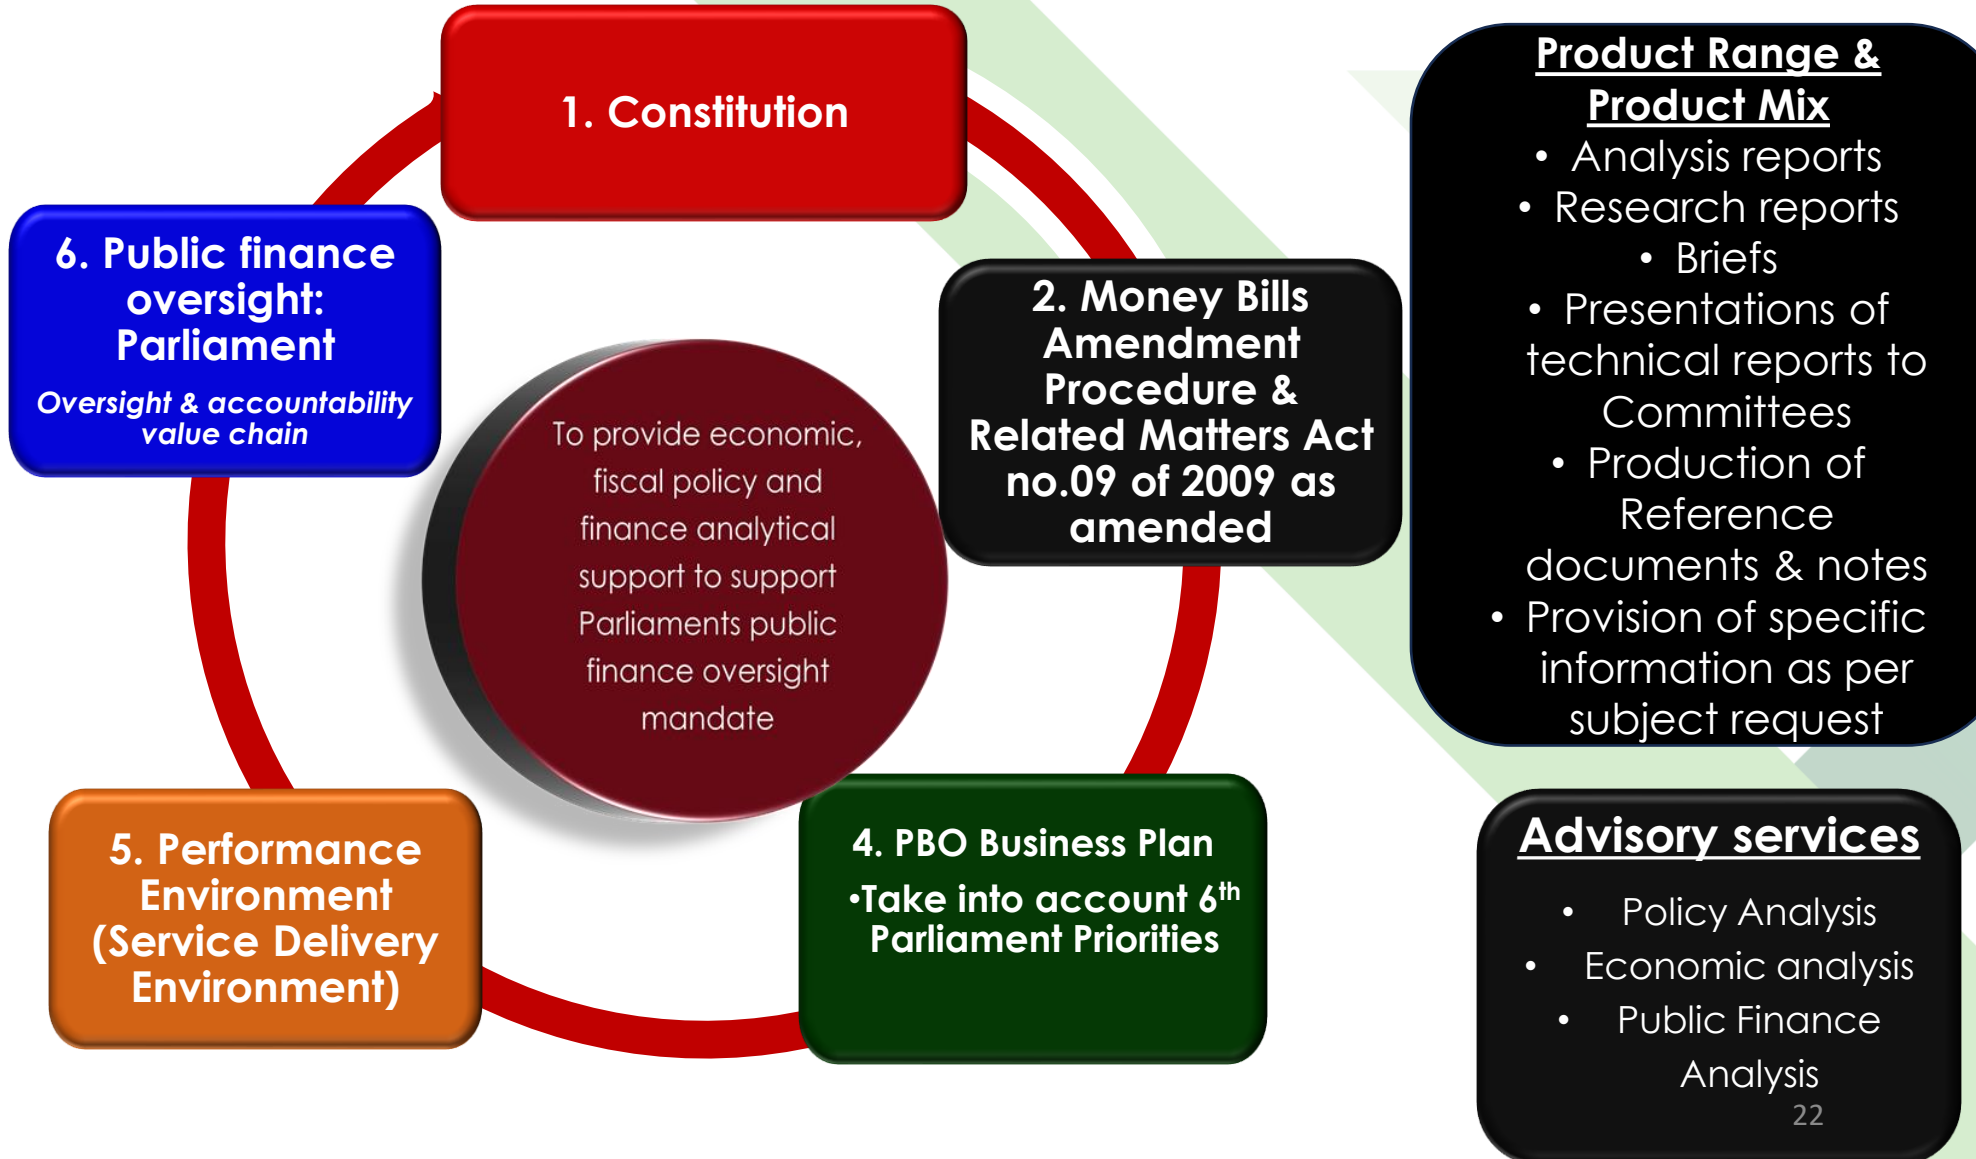 1. Constitution
2. Money Bills
Amendment
Procedure &
Related Matters Act
no.09 of 2009 as
amended
4. PBO Business Plan
•Take into account 6th
Parliament Priorities
5. Performance
Environment
(Service Delivery
Environment)
6. Public finance
oversight:
Parliament
Oversight & accountability
value chain
To provide economic,
fiscal policy and
finance analytical
support to support
Parliaments public
finance oversight
mandate
Product Range &
Product Mix
• Analysis reports
• Research reports
• Briefs
• Presentations of
technical reports to
Committees
• Production of
Reference
documents & notes
• Provision of specific
information as per
subject request
Advisory services
• Policy Analysis
• Economic analysis
• Public Finance
Analysis
22